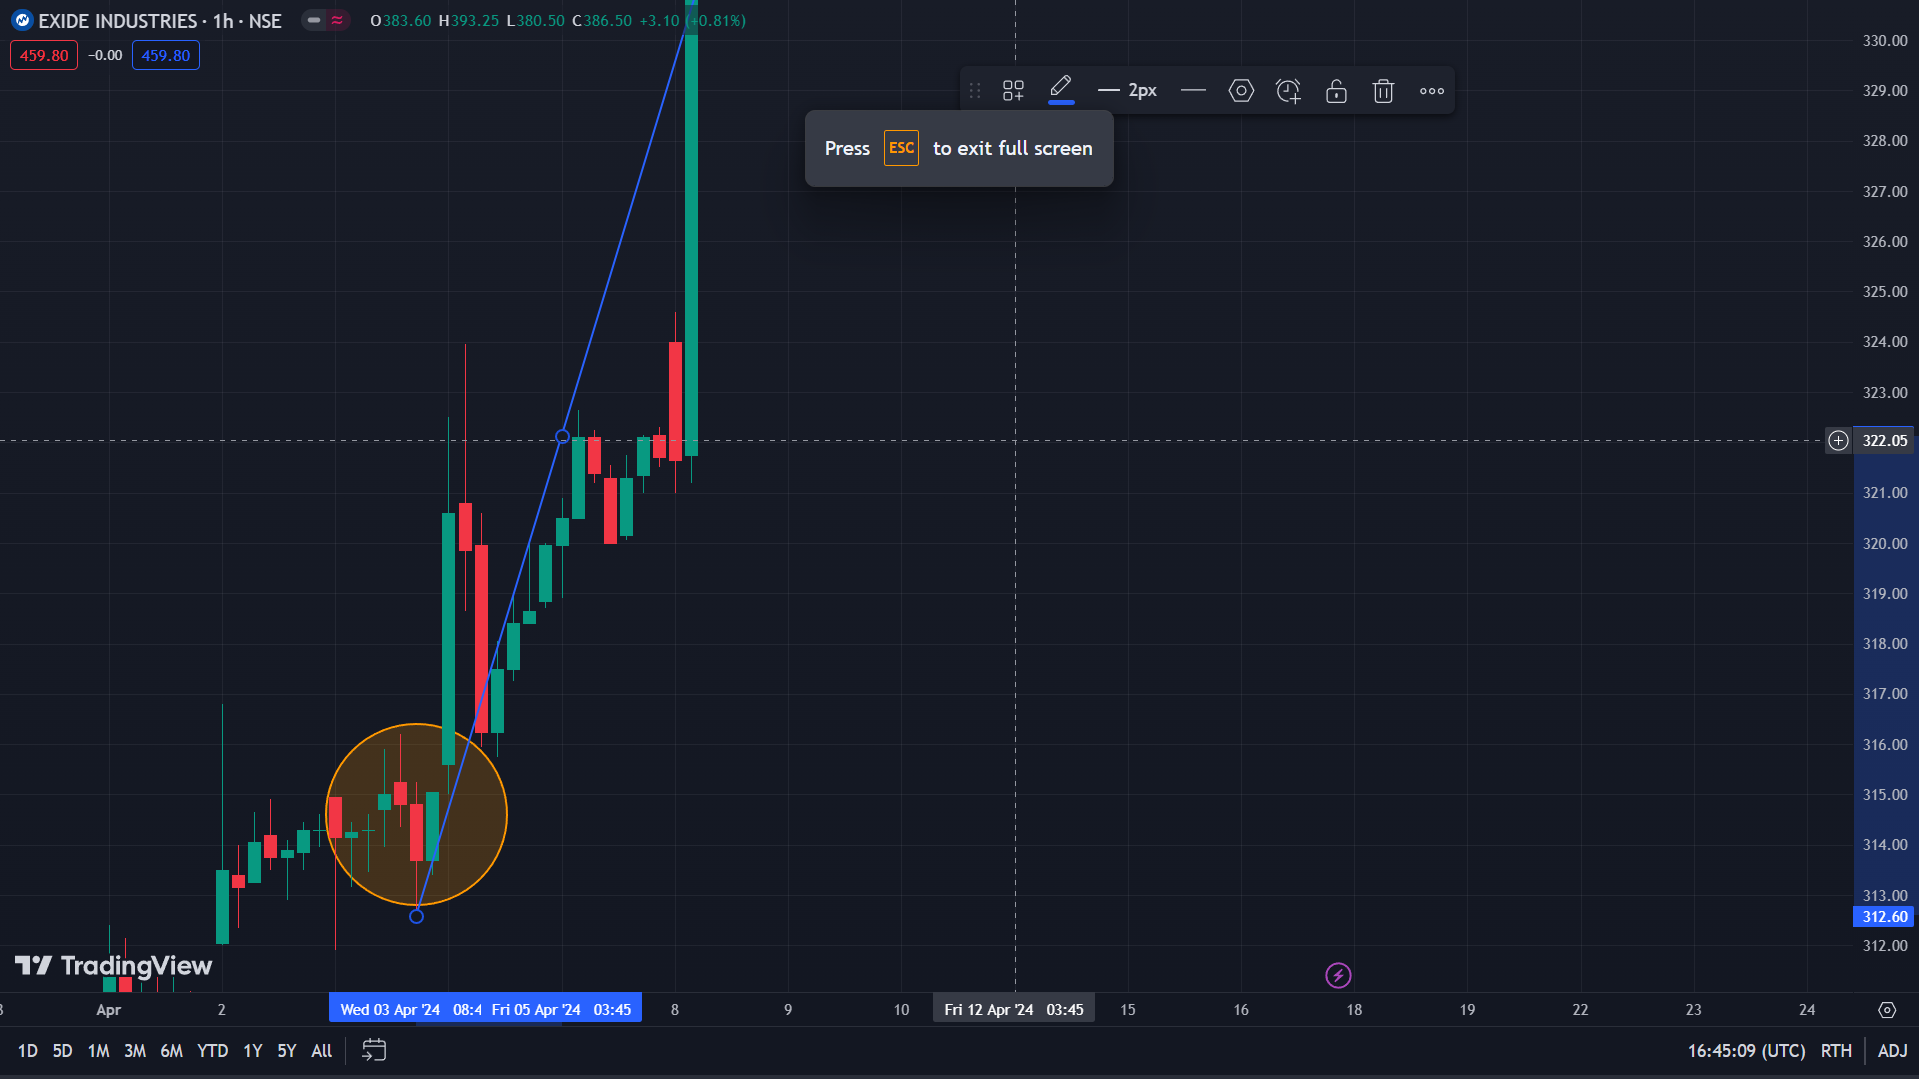 EXIDE INDUSTRIES · 1h · NSE O383.60 H393.25 L380.50 C386.50 +3.10 (+0.81%)
459.80 −0.00 459.80
2px
Press ESC to exit full screen
330.00
329.00
328.00
327.00
326.00
325.00
324.00
323.00
322.05
321.00
320.00
319.00
318.00
317.00
316.00
315.00
314.00
313.00
312.60
312.00
TradingView
Apr 2 Wed 03 Apr '24 08:4 Fri 05 Apr '24 03:45 8 9 10 Fri 12 Apr '24 03:45 15 16 18 19 22 23 24
1D 5D 1M 3M 6M YTD 1Y 5Y All 16:45:09 (UTC) RTH ADJ